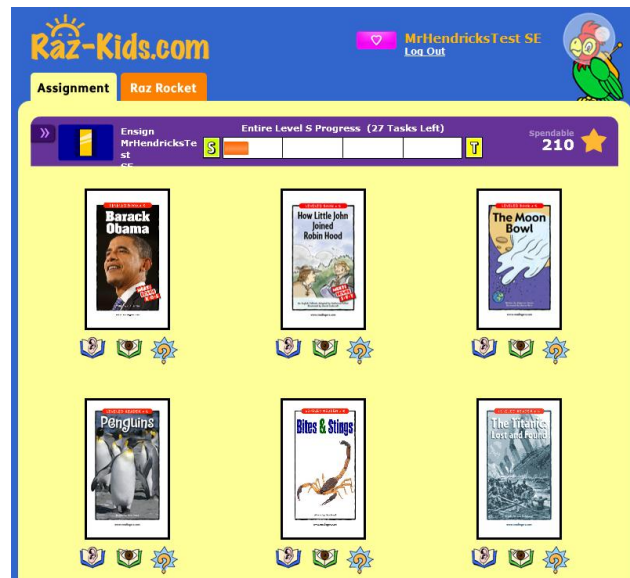 Raz-Kids.com
MrHendricksTest SE
Log Out
Assignment
Raz Rocket
»
Ensign
MrHendricksTe
st
SE
Entire Level S Progress (27 Tasks Left)
S
T
Spendable
210
Barack
Obama
How Little John
Joined
Robin Hood
The Moon
Bowl
Penguins
Bites & Stings
The Titanic:
Lost and Found